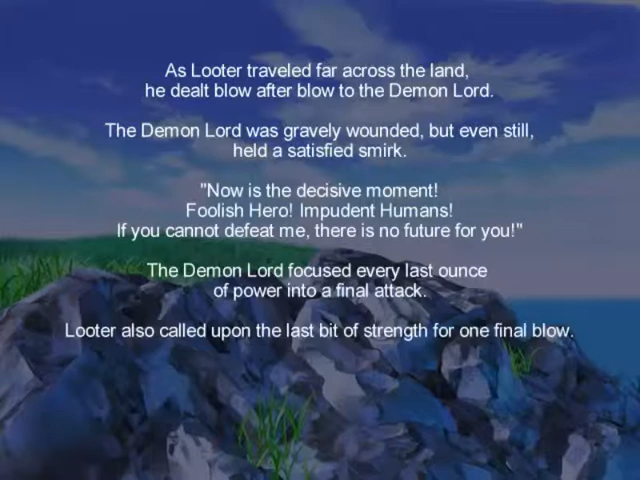 As Looter traveled far across the land,
he dealt blow after blow to the Demon Lord.
The Demon Lord was gravely wounded, but even still,
held a satisfied smirk.
"Now is the decisive moment!
Foolish Hero! Impudent Humans!
If you cannot defeat me, there is no future for you!"
The Demon Lord focused every last ounce
of power into a final attack.
Looter also called upon the last bit of strength for one final blow.